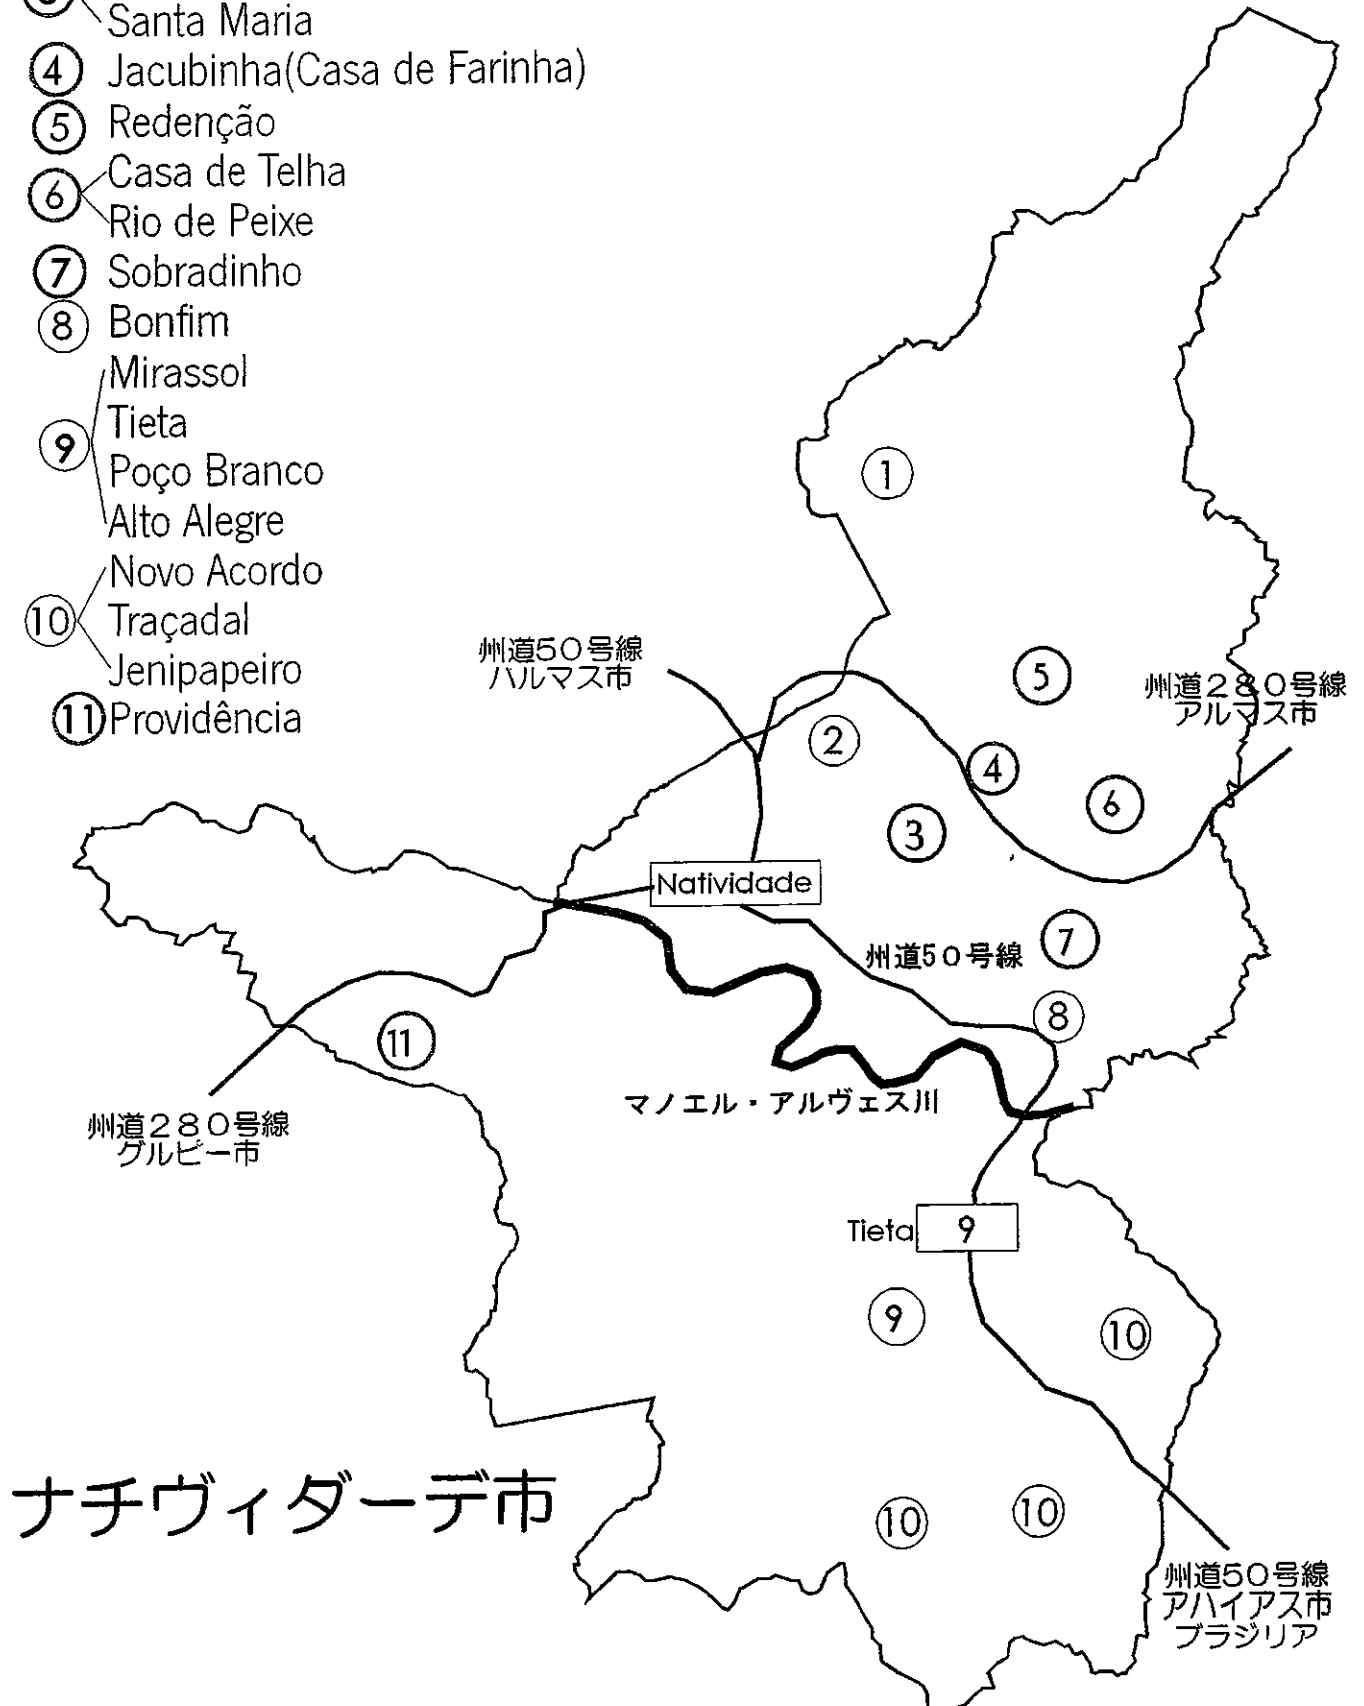 Santa Maria
④ Jacubinha(Casa de Farinha)
⑤ Redenção
⑥ Casa de Telha
Rio de Peixe
⑦ Sobradinho
⑧ Bonfim
⑨ Mirassol
Tieta
Poço Branco
Alto Alegre
⑩ Novo Acordo
Traçadal
Jenipapeiro
⑪ Providência
①
州道50号線
パルマス市
⑤
州道280号線
アルマス市
②
④
⑥
③
Natividade
⑦
州道50号線
⑧
⑪
マノエル・アルヴェス川
州道280号線
グルピー市
Tieta 9
⑨
⑩
ナチヴィダーデ市
⑩
⑩
州道50号線
アハイアス市
ブラジリア